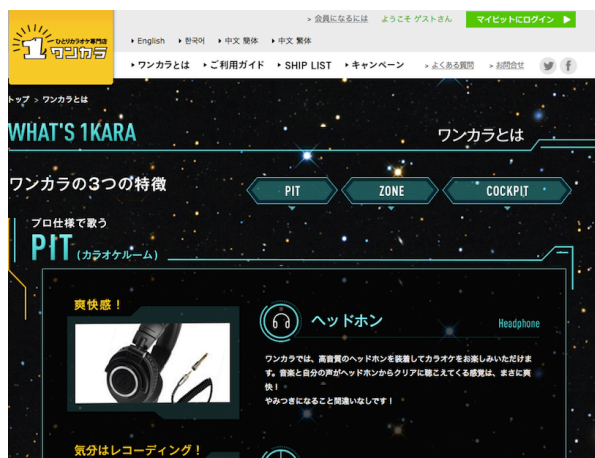 > 会員になるには ようこそ ゲストさん マイピットにログイン
ひとりカラオケ専門店
1
ワンカラ
English 한국어 中文 簡体 中文 繁体
ワンカラとは ご利用ガイド SHIP LIST キャンペーン > よくある質問 > お問合せ
トップ > ワンカラとは
WHAT'S 1KARA ワンカラとは
ワンカラの3つの特徴 PIT ZONE COCKPIT
プロ仕様で歌う
PIT (カラオケルーム)
爽快感！
ヘッドホン Headphone
ワンカラでは、高音質のヘッドホンを装着してカラオケをお楽しみいただけま
す。音楽と自分の声がヘッドホンからクリアに聴こえてくる感覚は、まさに爽
快！
やみつきになること間違いなしです！
気分はレコーディング！